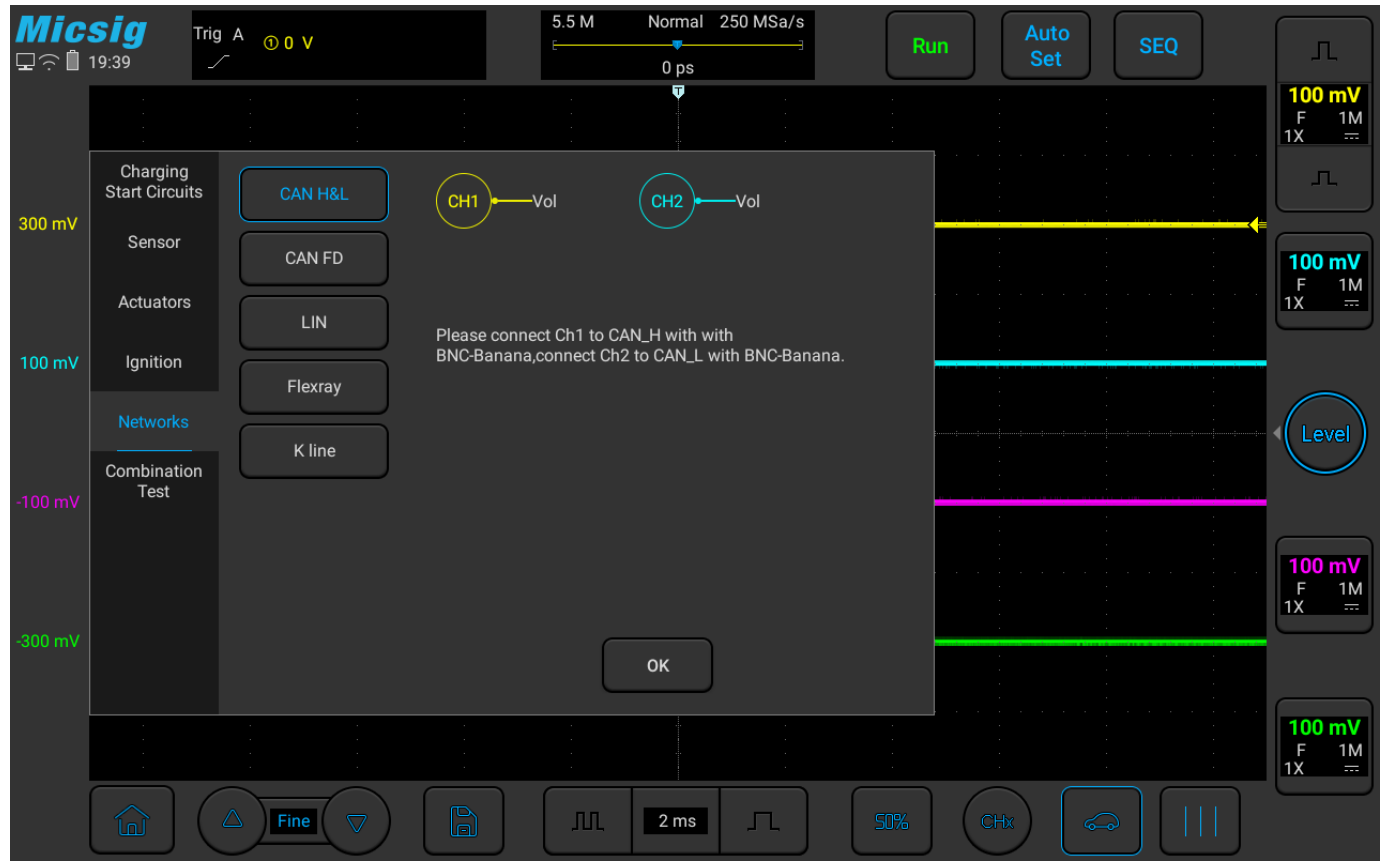 Micsig
19:39
Trig A ① 0 V
5.5 M Normal 250 MSa/s
0 ps
Run
Auto
Set
SEQ
T
100 mV
F 1M
1X
300 mV
100 mV
-100 mV
-300 mV
Charging
Start Circuits
Sensor
Actuators
Ignition
Networks
Combination
Test
CAN H&L
CAN FD
LIN
Flexray
K line
CH1 Vol
CH2 Vol
Please connect Ch1 to CAN_H with with
BNC-Banana,connect Ch2 to CAN_L with BNC-Banana.
OK
100 mV
F 1M
1X
Level
100 mV
F 1M
1X
100 mV
F 1M
1X
Fine
2 ms
50%
CHx